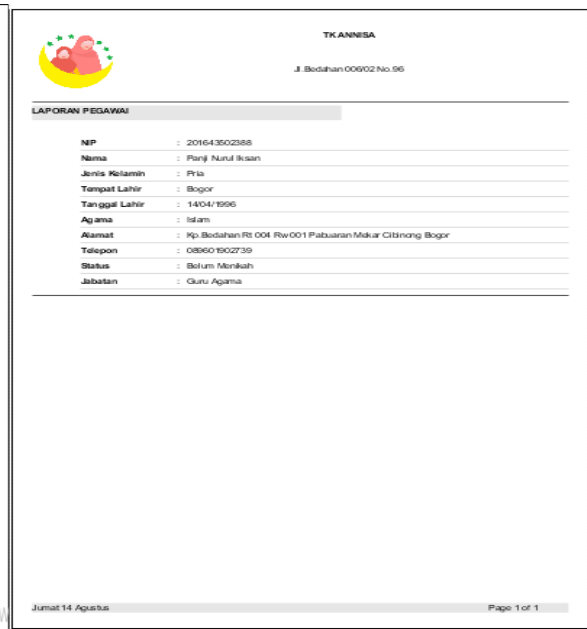 TK ANNISA
Jl.Bedahan 006/02 No.96
LAPORAN PEGAWAI
NIP : 201643502388
Nama : Panji Nurul Iksan
Jenis Kelamin : Pria
Tempat Lahir : Bogor
Tanggal Lahir : 14/04/1996
Agama : Islam
Alamat : Kp.Bedahan Rt 004 Rw 001 Pabuaran Mekar Cibinong Bogor
Telepon : 089601902739
Status : Belum Menikah
Jabatan : Guru Agama
Jumat 14 Agustus Page 1 of 1